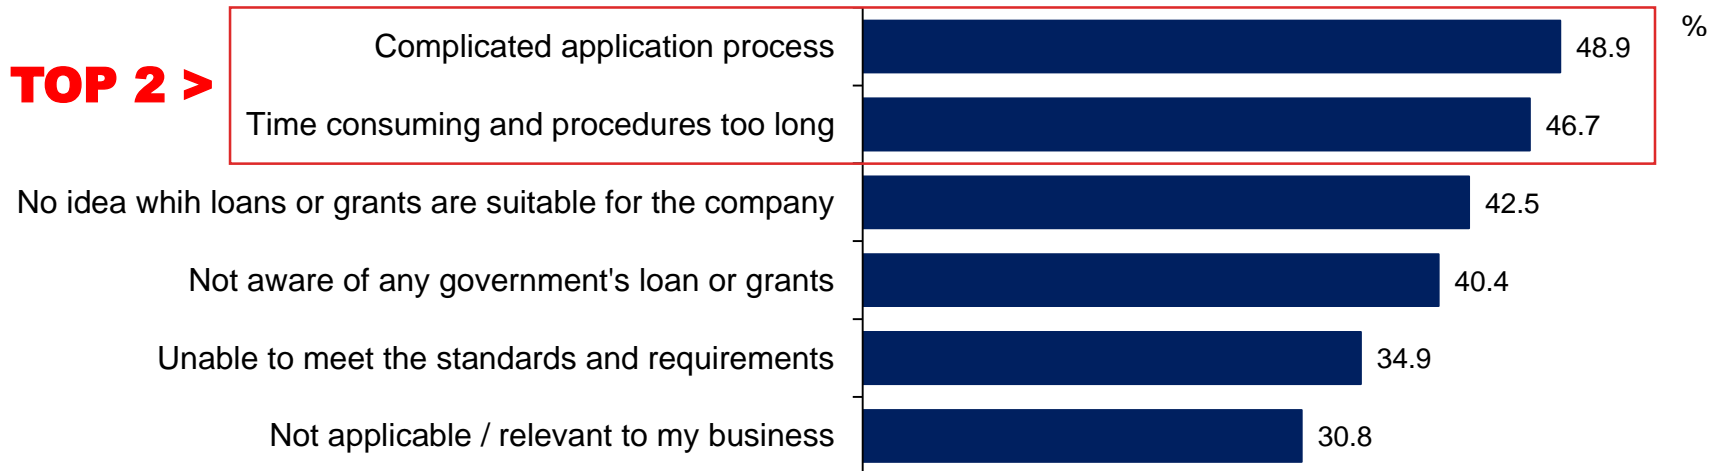 %
Complicated application process 48.9
TOP 2 >
Time consuming and procedures too long 46.7
No idea whih loans or grants are suitable for the company 42.5
Not aware of any government's loan or grants 40.4
Unable to meet the standards and requirements 34.9
Not applicable / relevant to my business 30.8